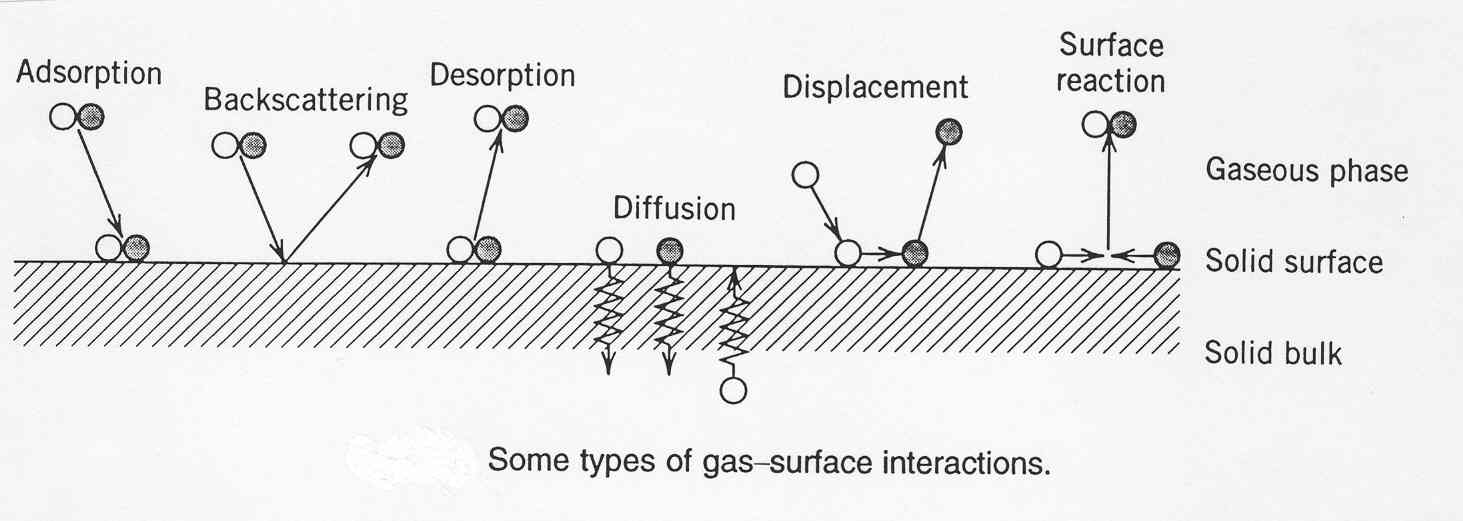 Adsorption
Backscattering
Desorption
Diffusion
Displacement
Surface
reaction
Gaseous phase
Solid surface
Solid bulk
Some types of gas–surface interactions.